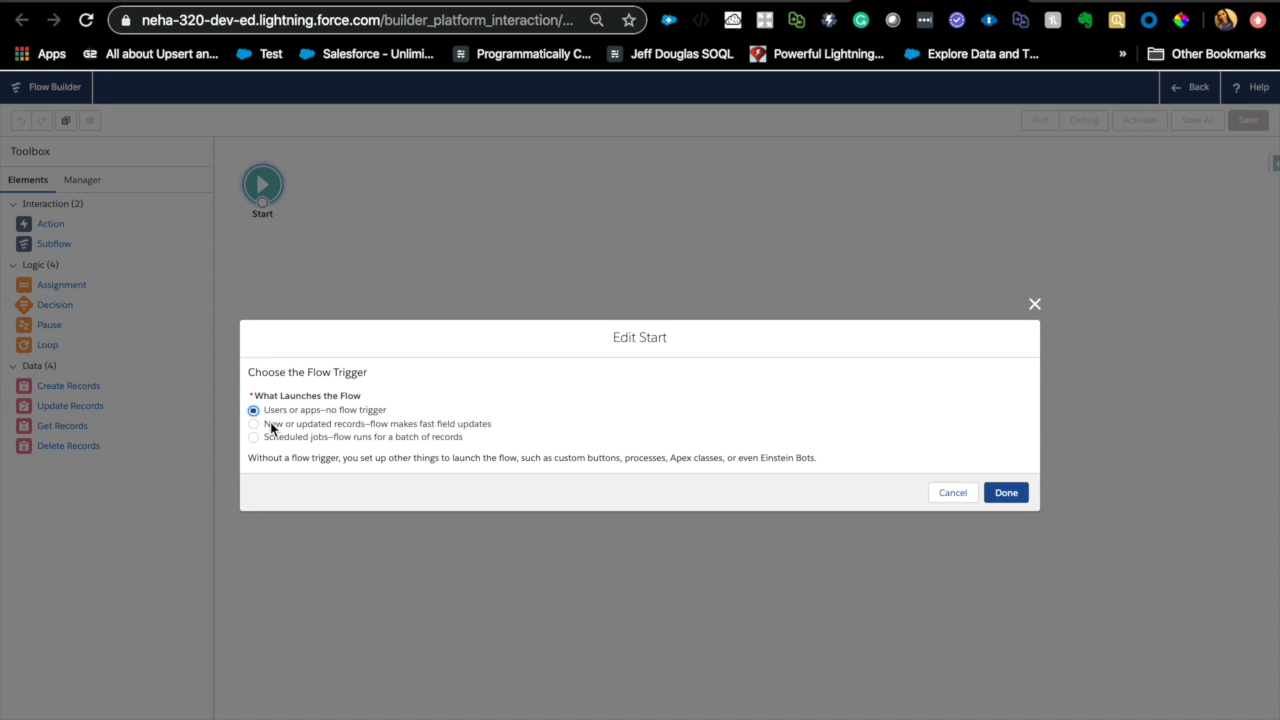 neha-320-dev-ed.lightning.force.com/builder_platform_interaction/...
Apps
All about Upsert an...
Test
Salesforce - Unlimi...
Programmatically C...
Jeff Douglas SOQL
Powerful Lightning...
Explore Data and T...
»
Other Bookmarks
Flow Builder
Back
? Help
Run
Debug
Activate
Save As
Save
Toolbox
Elements
Manager
Interaction (2)
Action
Subflow
Logic (4)
Assignment
Decision
Pause
Loop
Data (4)
Create Records
Update Records
Get Records
Delete Records
Start
Edit Start
Choose the Flow Trigger
*What Launches the Flow
Users or apps—no flow trigger
New or updated records—flow makes fast field updates
Scheduled jobs—flow runs for a batch of records
Without a flow trigger, you set up other things to launch the flow, such as custom buttons, processes, Apex classes, or even Einstein Bots.
Cancel
Done